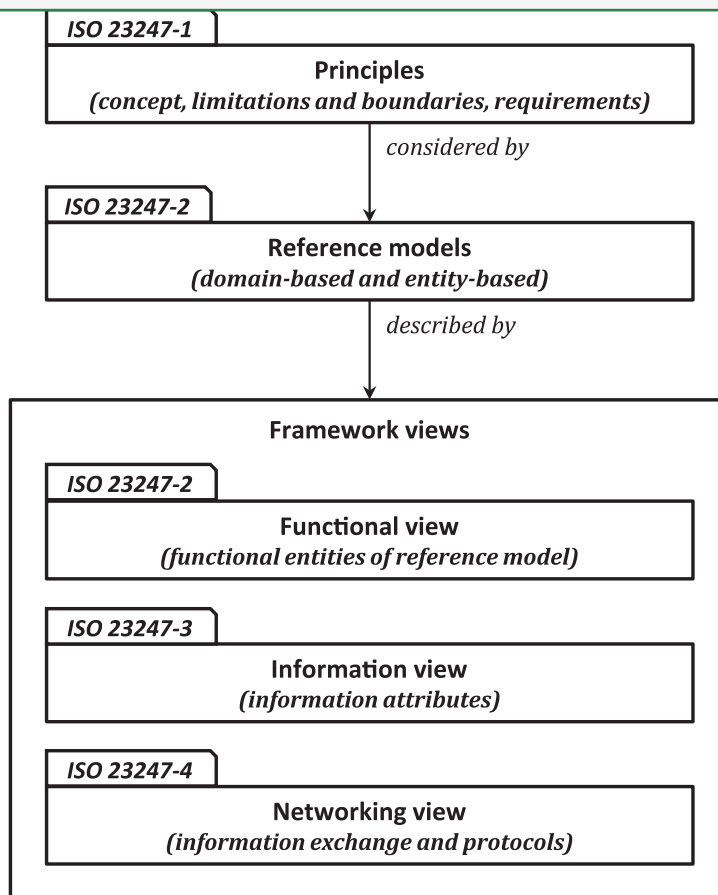 ISO 23247-1
Principles
(concept, limitations and boundaries, requirements)
considered by
ISO 23247-2
Reference models
(domain-based and entity-based)
described by
Framework views
ISO 23247-2
Functional view
(functional entities of reference model)
ISO 23247-3
Information view
(information attributes)
ISO 23247-4
Networking view
(information exchange and protocols)